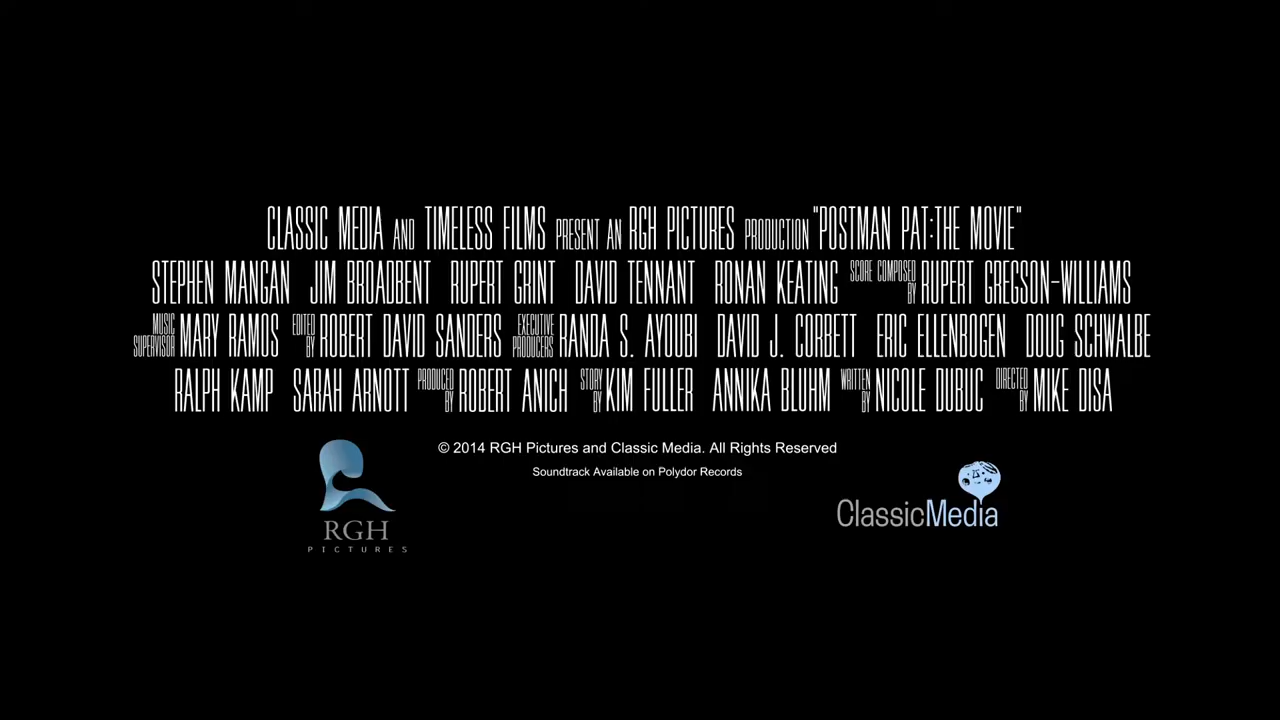 CLASSIC MEDIA AND TIMELESS FILMS PRESENT AN RGH PICTURES PRODUCTION "POSTMAN PAT:THE MOVIE"
STEPHEN MANGAN JIM BROADBENT RUPERT GRINT DAVID TENNANT RONAN KEATING SCORE COMPOSED BY RUPERT GREGSON-WILLIAMS
MUSIC SUPERVISOR MARY RAMOS EDITED BY ROBERT DAVID SANDERS EXECUTIVE PRODUCERS RANDA S. AYOUBI DAVID J. CORBETT ERIC ELLENBOGEN DOUG SCHWALBE
RALPH KAMP SARAH ARNOTT PRODUCED BY ROBERT ANICH STORY BY KIM FULLER ANNIKA BLUHM WRITTEN BY NICOLE DUBUC DIRECTED BY MIKE DISA
© 2014 RGH Pictures and Classic Media. All Rights Reserved
Soundtrack Available on Polydor Records
RGH
PICTURES
ClassicMedia